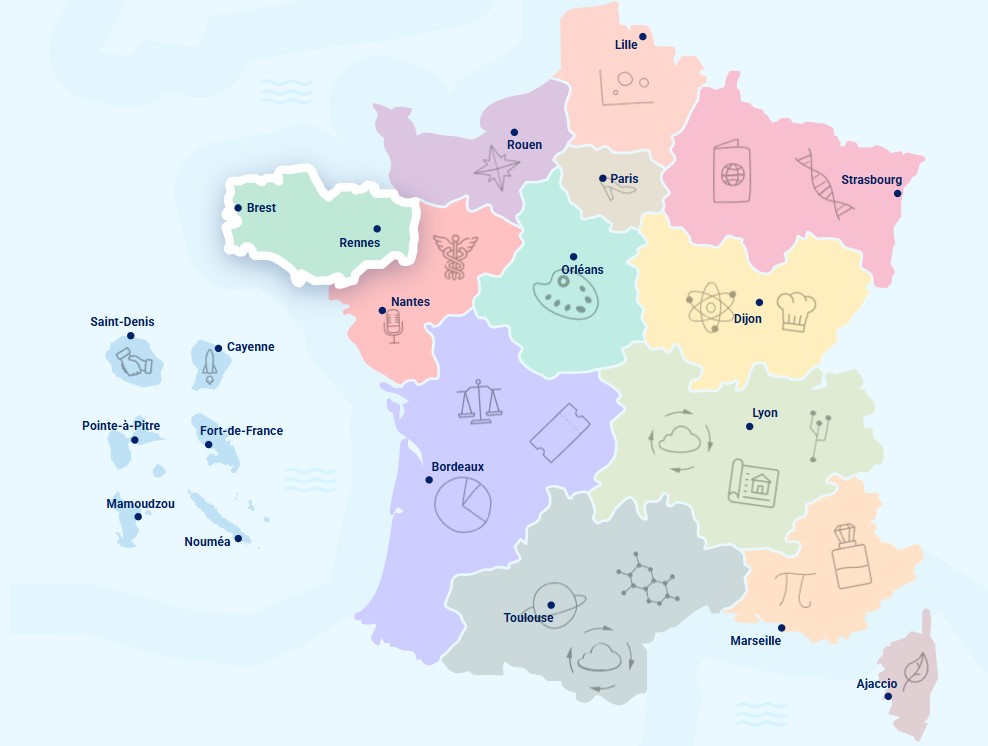 Lille
Rouen
Paris
Strasbourg
Brest
Rennes
Orléans
Nantes
Dijon
Saint-Denis
Cayenne
Lyon
Pointe-à-Pitre
Fort-de-France
Bordeaux
Mamoudzou
Nouméa
Toulouse
Marseille
Ajaccio